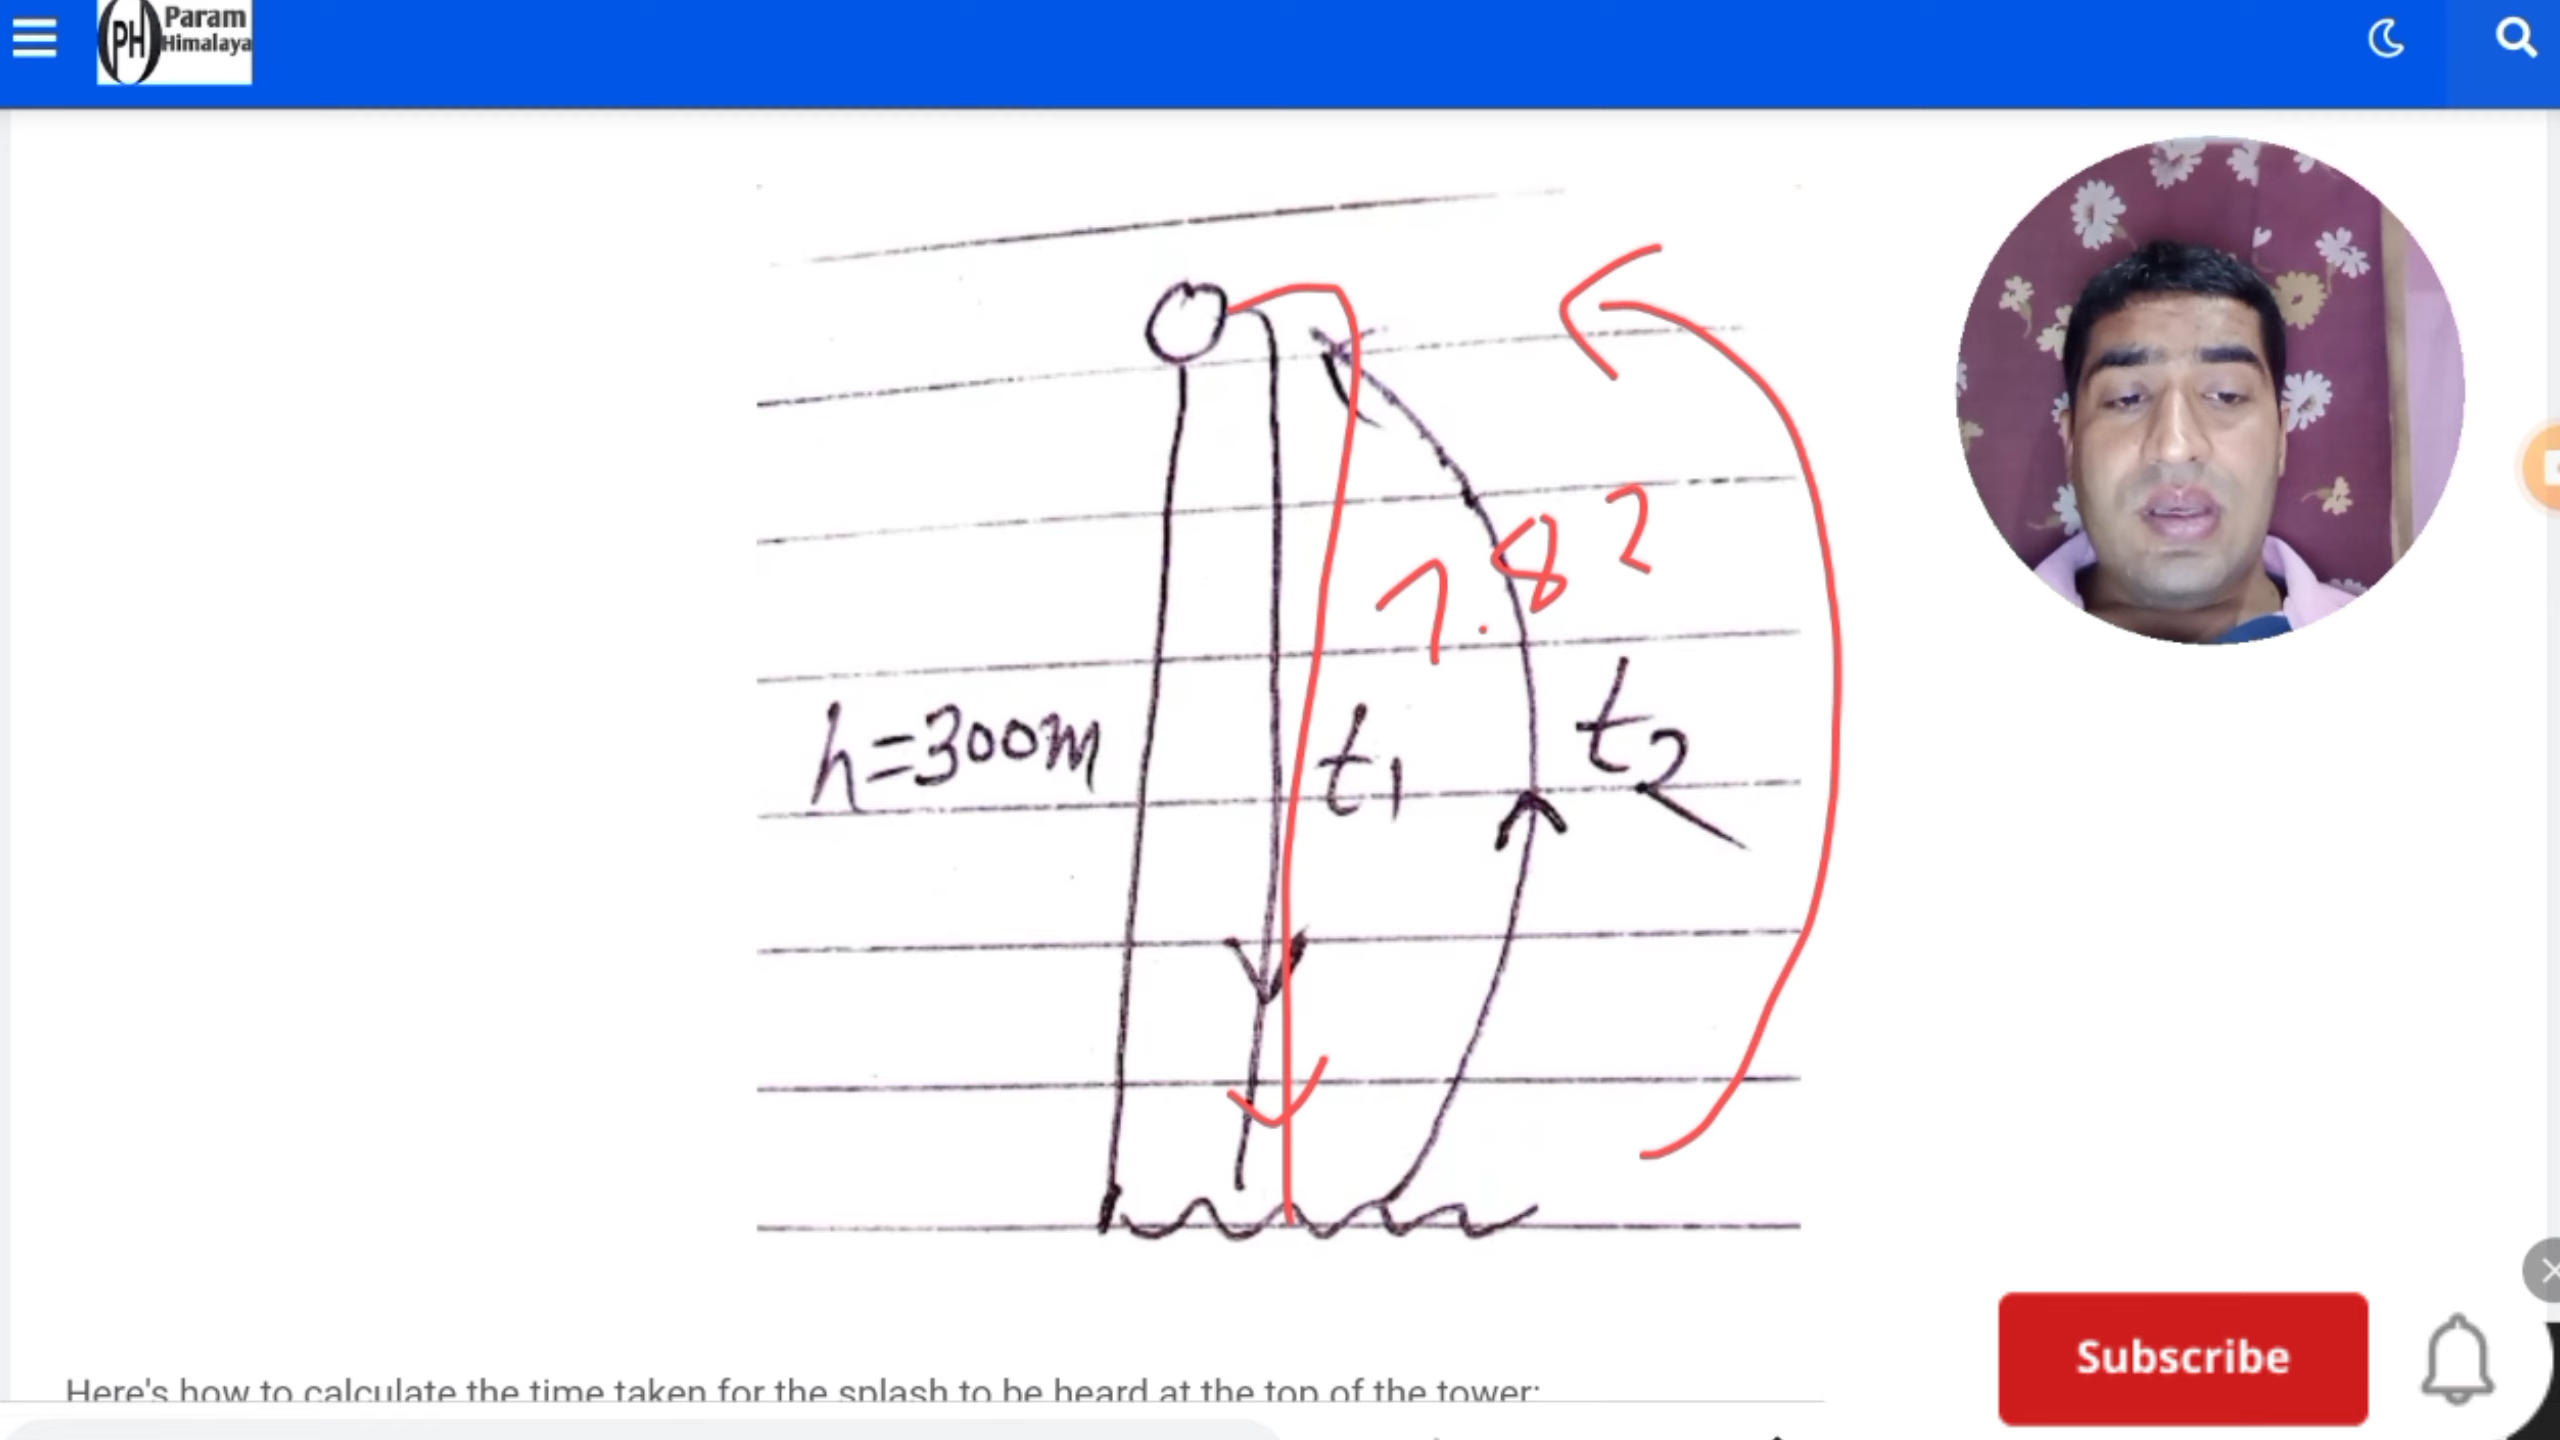 PH Param
Himalaya
7.82
h=300m
t1
t2
Here's how to calculate the time taken for the splash to be heard at the top of the tower:
Subscribe